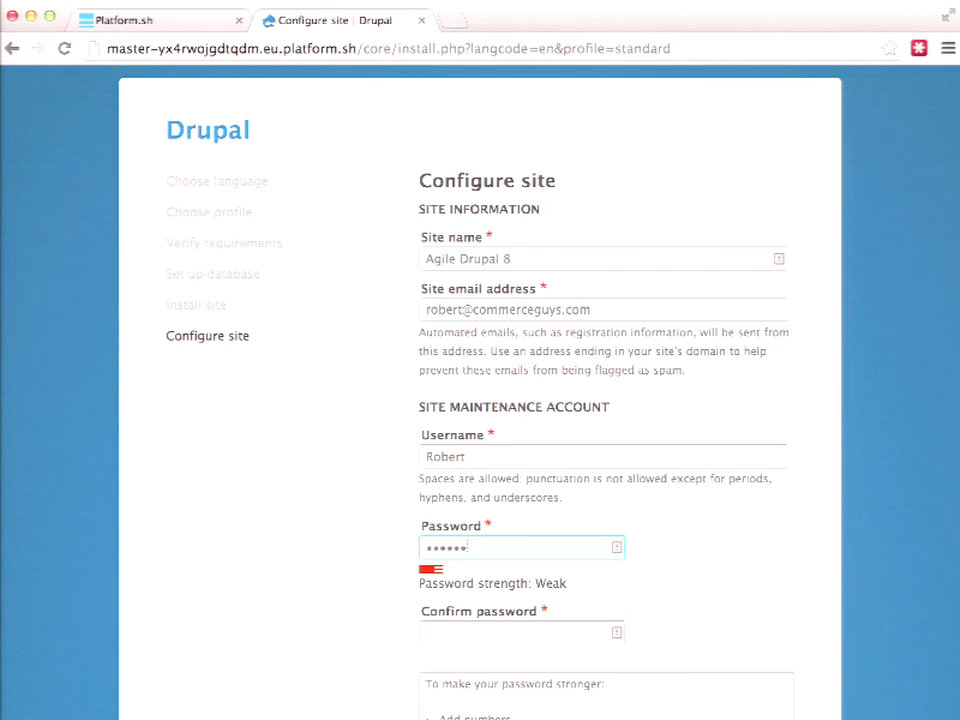 Platform.sh
Configure site | Drupal
master-yx4rwojgdtqdm.eu.platform.sh/core/install.php?langcode=en&profile=standard
Drupal
Choose language
Choose profile
Verify requirements
Set up database
Install site
Configure site
Configure site
SITE INFORMATION
Site name *
Agile Drupal 8
Site email address *
robert@commerceguys.com
Automated emails, such as registration information, will be sent from
this address. Use an address ending in your site's domain to help
prevent these emails from being flagged as spam.
SITE MAINTENANCE ACCOUNT
Username *
Robert
Spaces are allowed; punctuation is not allowed except for periods,
hyphens, and underscores.
Password *
••••••
Password strength: Weak
Confirm password *
To make your password stronger:
Add numbers